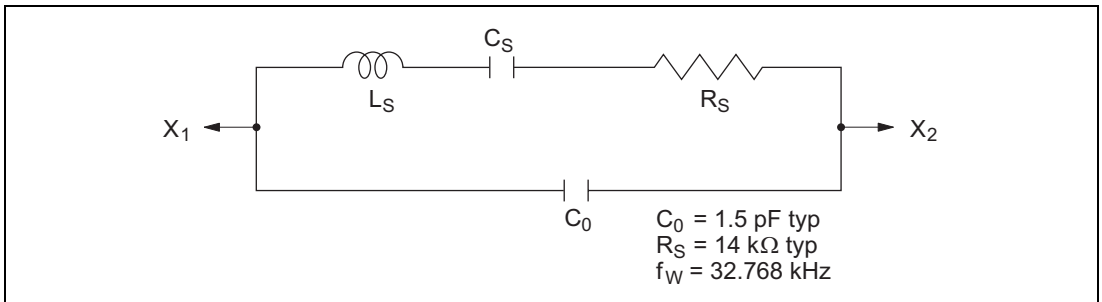 C_S
L_S
R_S
X_1
X_2
C_0
C_0 = 1.5 pF typ
R_S = 14 kΩ typ
f_W = 32.768 kHz